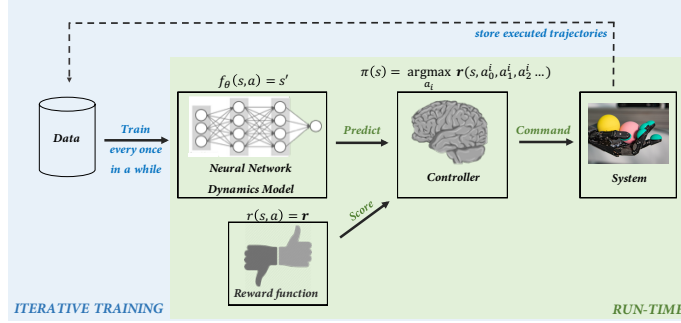 store executed trajectories
f_θ(s,a) = s′
π(s) = argmax r(s,a₀ⁱ,a₁ⁱ,a₂ⁱ …)
a_i
Data
Train
every once
in a while
Predict
Command
Neural Network
Dynamics Model
Controller
System
r(s,a) = r
Score
Reward function
ITERATIVE TRAINING
RUN-TIME